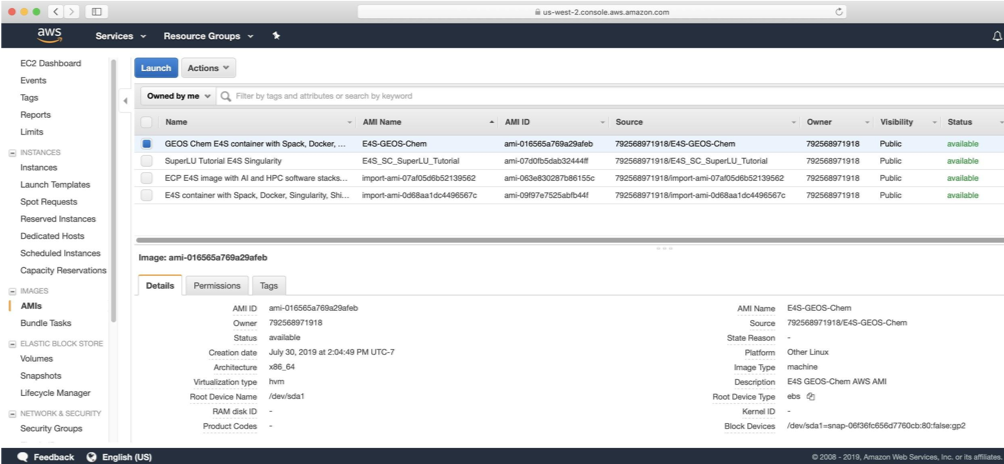 us-west-2.console.aws.amazon.com
aws Services Resource Groups
EC2 Dashboard
Events
Tags
Reports
Limits
INSTANCES
Instances
Launch Templates
Spot Requests
Reserved Instances
Dedicated Hosts
Scheduled Instances
Capacity Reservations
IMAGES
AMIs
Bundle Tasks
ELASTIC BLOCK STORE
Volumes
Snapshots
Lifecycle Manager
NETWORK & SECURITY
Security Groups
Launch Actions
Owned by me Filter by tags and attributes or search by keyword
Name AMI Name AMI ID Source Owner Visibility Status
GEOS Chem E4S container with Spack, Docker, ... E4S-GEOS-Chem ami-016565a769a29afeb 792568971918/E4S-GEOS-Chem 792568971918 Public available
SuperLU Tutorial E4S Singularity E4S_SC_SuperLU_Tutorial ami-07d0fb5dab32444ff 792568971918/E4S_SC_SuperLU_Tutorial 792568971918 Public available
ECP E4S image with AI and HPC software stacks... import-ami-07af05d6b52139562 ami-063e830287b86155c 792568971918/import-ami-07af05d6b52139562 792568971918 Public available
E4S container with Spack, Docker, Singularity, Shi... import-ami-0d68aa1dc4496567c ami-09f97e7525abfb44f 792568971918/import-ami-0d68aa1dc4496567c 792568971918 Public available
Image: ami-016565a769a29afeb
Details Permissions Tags
AMI ID ami-016565a769a29afeb
Owner 792568971918
Status available
Creation date July 30, 2019 at 2:04:49 PM UTC-7
Architecture x86_64
Virtualization type hvm
Root Device Name /dev/sda1
RAM disk ID -
Product Codes -
AMI Name E4S-GEOS-Chem
Source 792568971918/E4S-GEOS-Chem
State Reason -
Platform Other Linux
Image Type machine
Description E4S GEOS-Chem AWS AMI
Root Device Type ebs
Kernel ID -
Block Devices /dev/sda1=snap-06f36fc656d7760cb:80:false:gp2
Feedback English (US) © 2008 - 2019, Amazon Web Services, Inc. or its affiliates.